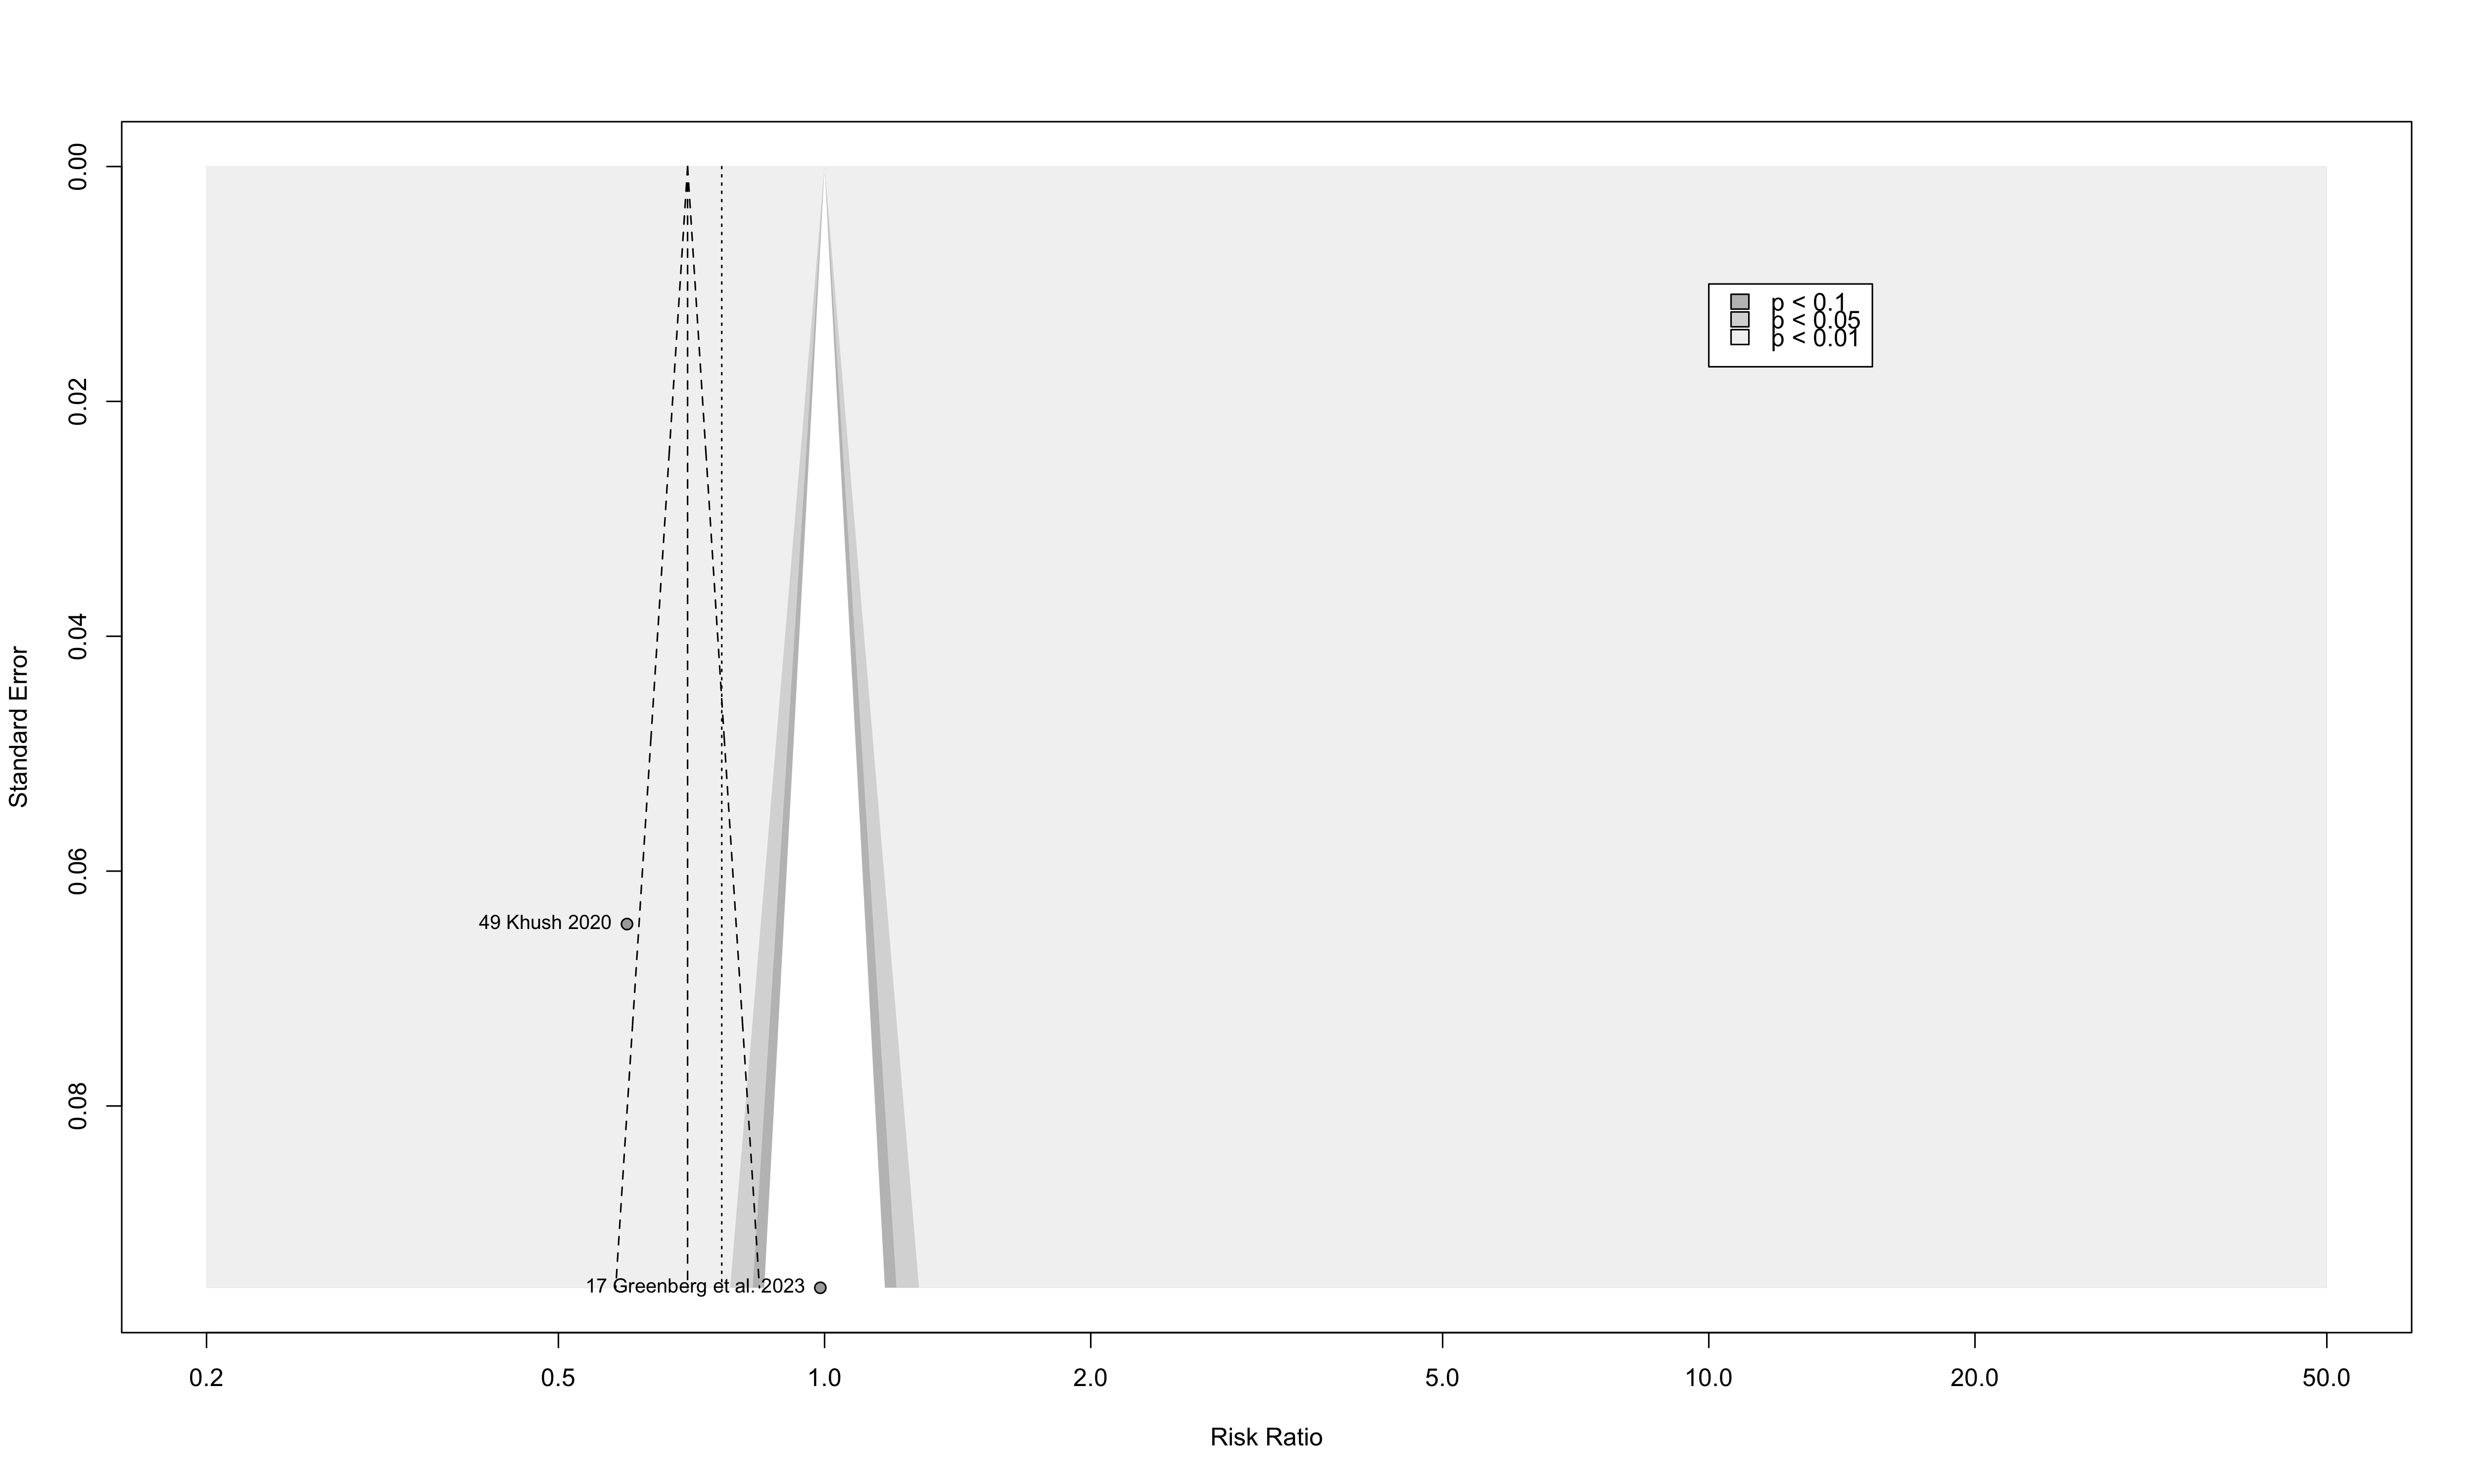 0.00
0.02
0.04
0.06
0.08
Standard Error
p < 0.1
p < 0.05
p < 0.01
49 Khush 2020
17 Greenberg et al. 2023
0.2 0.5 1.0 2.0 5.0 10.0 20.0 50.0
Risk Ratio